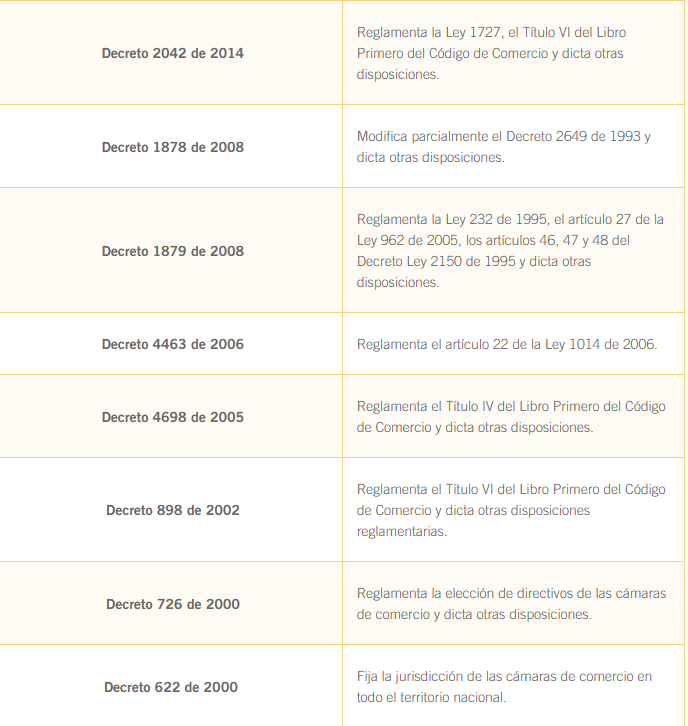 Decreto 2042 de 2014
Reglamenta la Ley 1727, el Título VI del Libro
Primero del Código de Comercio y dicta otras
disposiciones.
Decreto 1878 de 2008
Modifica parcialmente el Decreto 2649 de 1993 y
dicta otras disposiciones.
Decreto 1879 de 2008
Reglamenta la Ley 232 de 1995, el artículo 27 de la
Ley 962 de 2005, los artículos 46, 47 y 48 del
Decreto Ley 2150 de 1995 y dicta otras
disposiciones.
Decreto 4463 de 2006
Reglamenta el artículo 22 de la Ley 1014 de 2006.
Decreto 4698 de 2005
Reglamenta el Título IV del Libro Primero del Código
de Comercio y dicta otras disposiciones.
Decreto 898 de 2002
Reglamenta el Título VI del Libro Primero del Código
de Comercio y dicta otras disposiciones
reglamentarias.
Decreto 726 de 2000
Reglamenta la elección de directivos de las cámaras
de comercio y dicta otras disposiciones.
Decreto 622 de 2000
Fija la jurisdicción de las cámaras de comercio en
todo el territorio nacional.